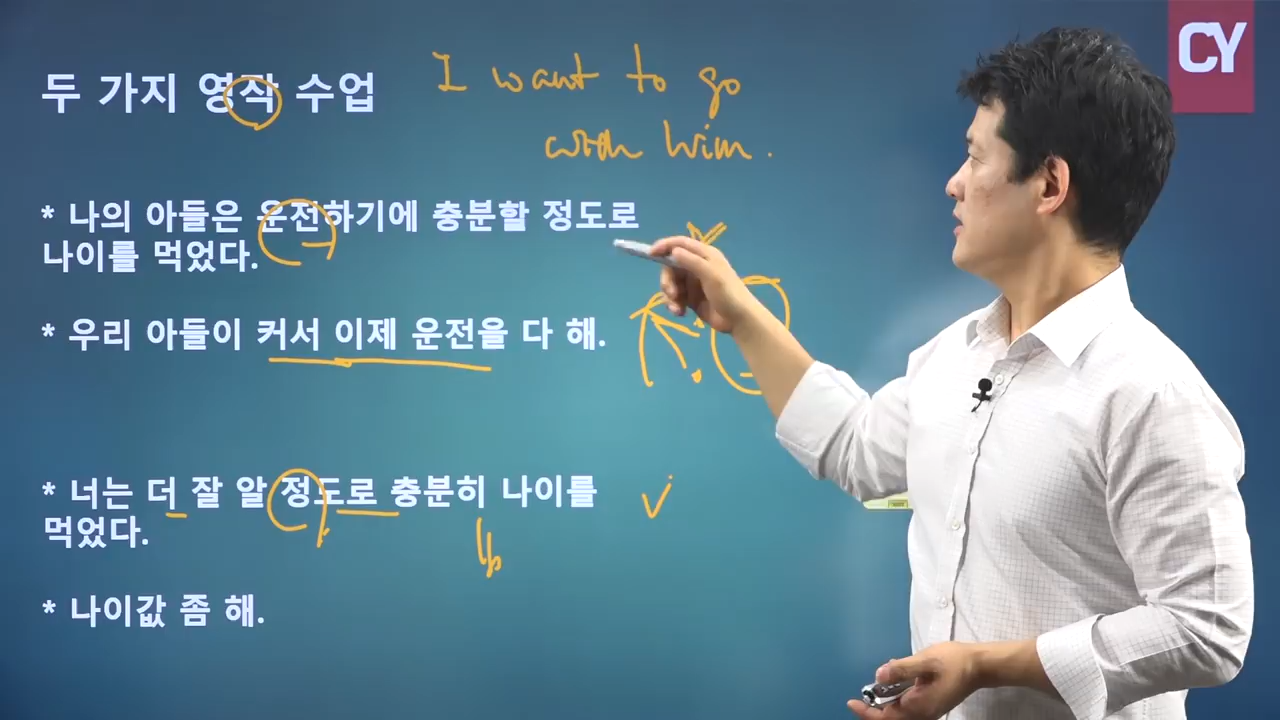 CY
두 가지 영작 수업
I want to go
with him.
* 나의 아들은 운전하기에 충분할 정도로
나이를 먹었다.
* 우리 아들이 커서 이제 운전을 다 해.
* 너는 더 잘 알 정도로 충분히 나이를
먹었다.
* 나이값 좀 해.